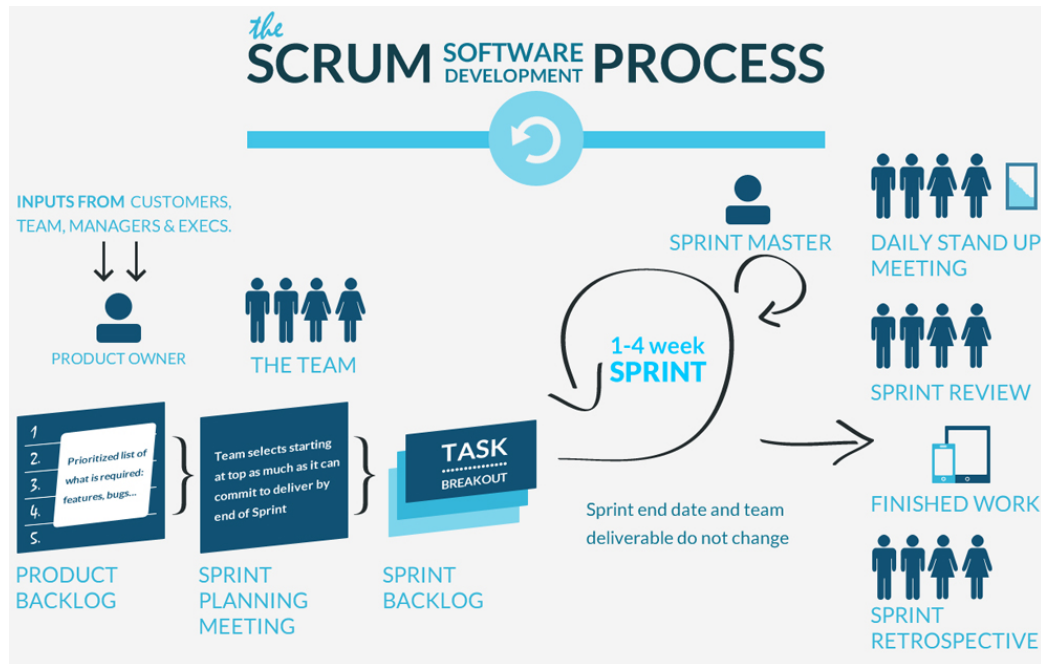 the
SCRUM SOFTWARE DEVELOPMENT PROCESS
INPUTS FROM CUSTOMERS,
TEAM, MANAGERS & EXECS.
PRODUCT OWNER
THE TEAM
SPRINT MASTER
DAILY STAND UP
MEETING
1-4 week
SPRINT
SPRINT REVIEW
1
2.
3.
4.
5.
Prioritized list of
what is required:
features, bugs...
Team selects starting
at top as much as it can
commit to deliver by
end of Sprint
TASK
BREAKOUT
Sprint end date and team
deliverable do not change
FINISHED WORK
PRODUCT
BACKLOG
SPRINT
PLANNING
MEETING
SPRINT
BACKLOG
SPRINT
RETROSPECTIVE